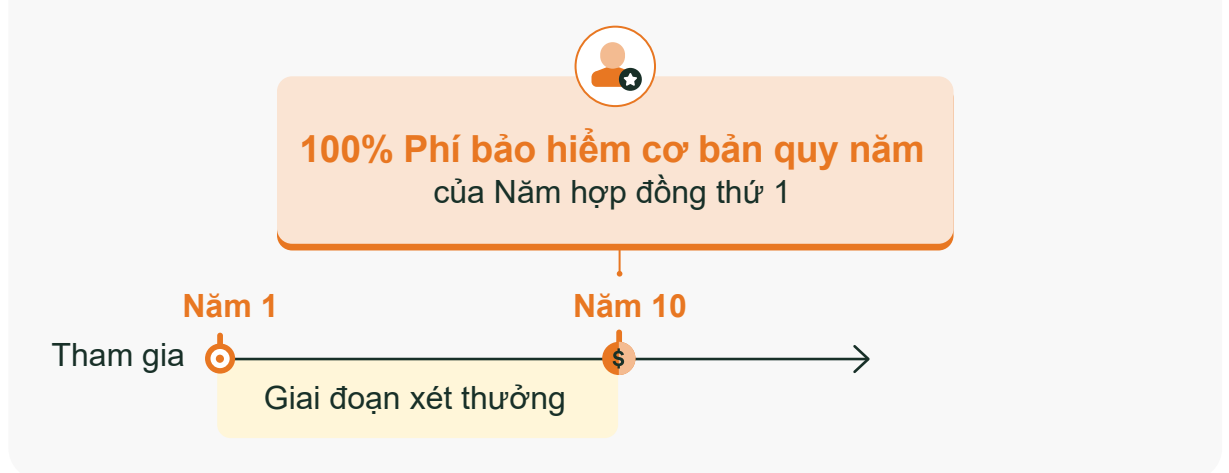 100% Phí bảo hiểm cơ bản quy năm
của Năm hợp đồng thứ 1
Năm 1
Năm 10
Tham gia
$
Giai đoạn xét thưởng